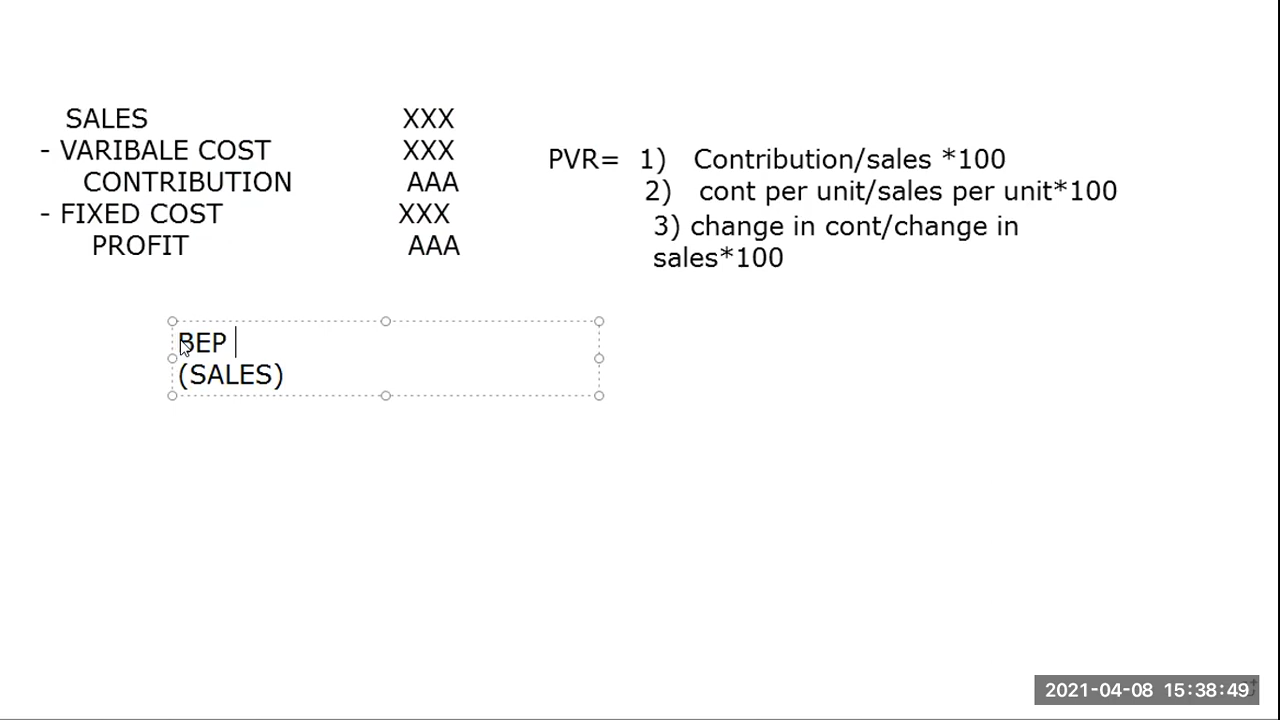 SALES XXX
- VARIBALE COST XXX
CONTRIBUTION AAA
- FIXED COST XXX
PROFIT AAA
PVR= 1) Contribution/sales *100
2) cont per unit/sales per unit*100
3) change in cont/change in
sales*100
BEP
(SALES)
2021-04-08 15:38:49